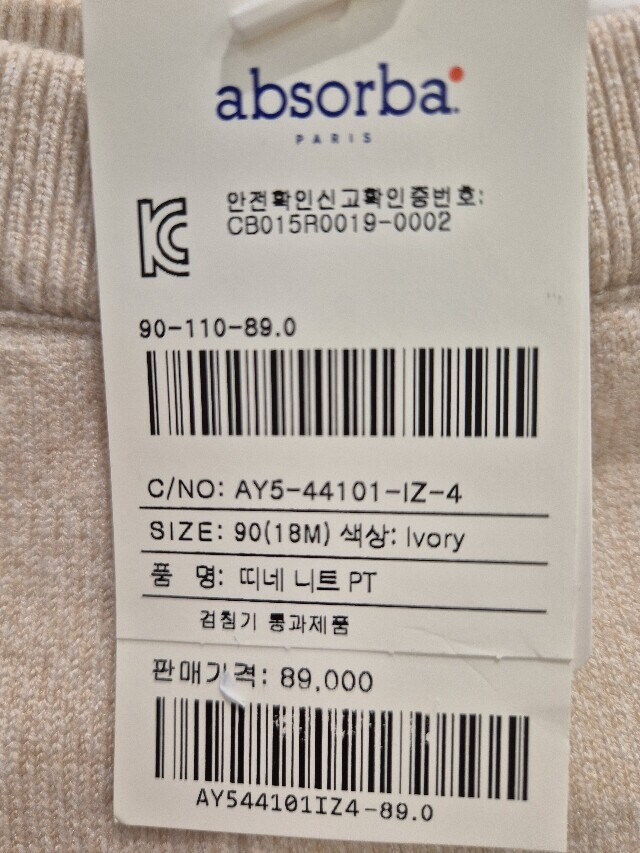 absorba.
PARIS
안전확인신고확인증번호:
CB015R0019-0002
90-110-89.0
C/NO: AY5-44101-IZ-4
SIZE: 90(18M) 색상: Ivory
품 명: 띠네 니트 PT
검침기 통과제품
판매가격: 89,000
AY544101IZ4-89.0